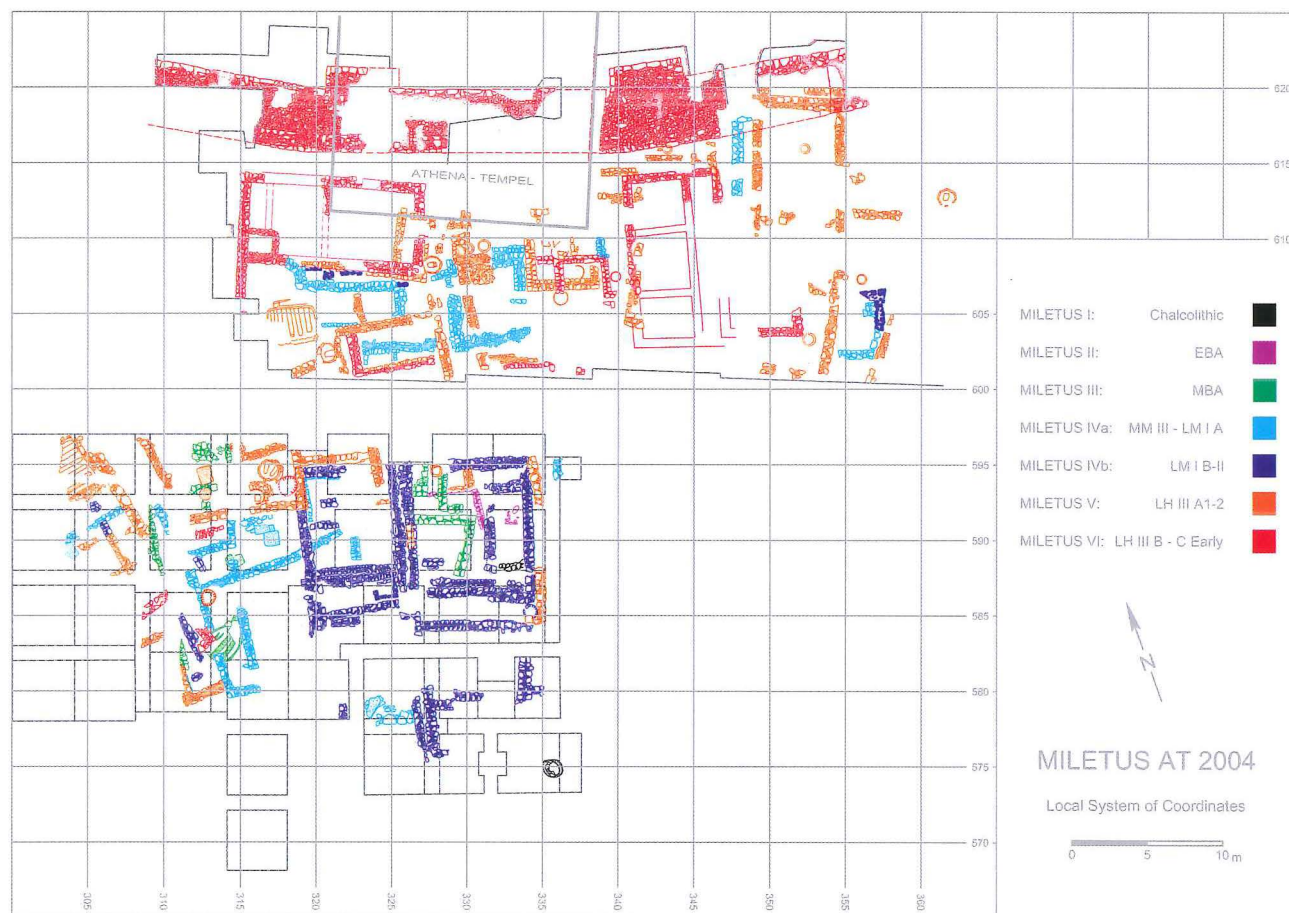 620
ATHENA - TEMPEL
615
610
MILETUS I: Chalcolithic
605
MILETUS II: EBA
MILETUS III: MBA
600
MILETUS IVa: MM III - LM I A
MILETUS IVb: LM I B-II
595
MILETUS V: LH III A1-2
MILETUS VI: LH III B - C Early
590
585
N
580
MILETUS AT 2004
575
Local System of Coordinates
0 5 10 m
570
305 310 315 320 325 330 335 340 345 350 355 360